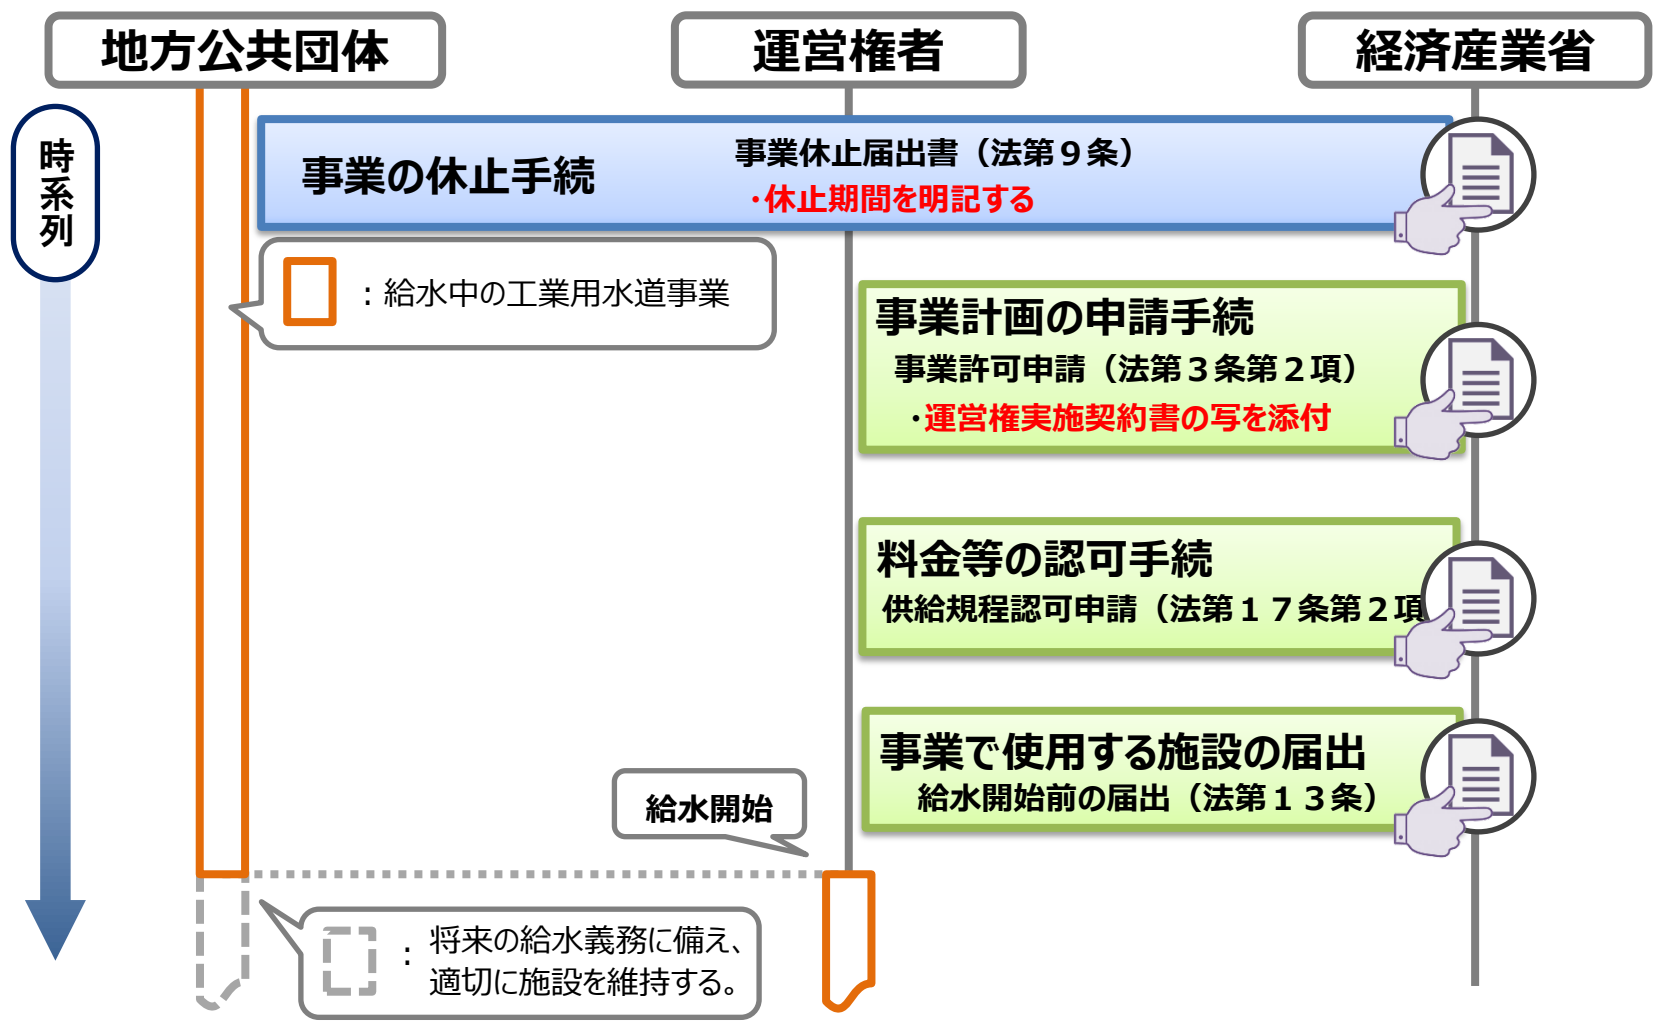 地方公共団体
運営権者
経済産業省
時系列
事業の休止手続
事業休止届出書（法第９条）
・休止期間を明記する
：給水中の工業用水道事業
事業計画の申請手続
事業許可申請（法第３条第２項）
・運営権実施契約書の写を添付
料金等の認可手続
供給規程認可申請（法第１７条第２項
事業で使用する施設の届出
給水開始前の届出（法第１３条）
給水開始
：将来の給水義務に備え、
適切に施設を維持する。